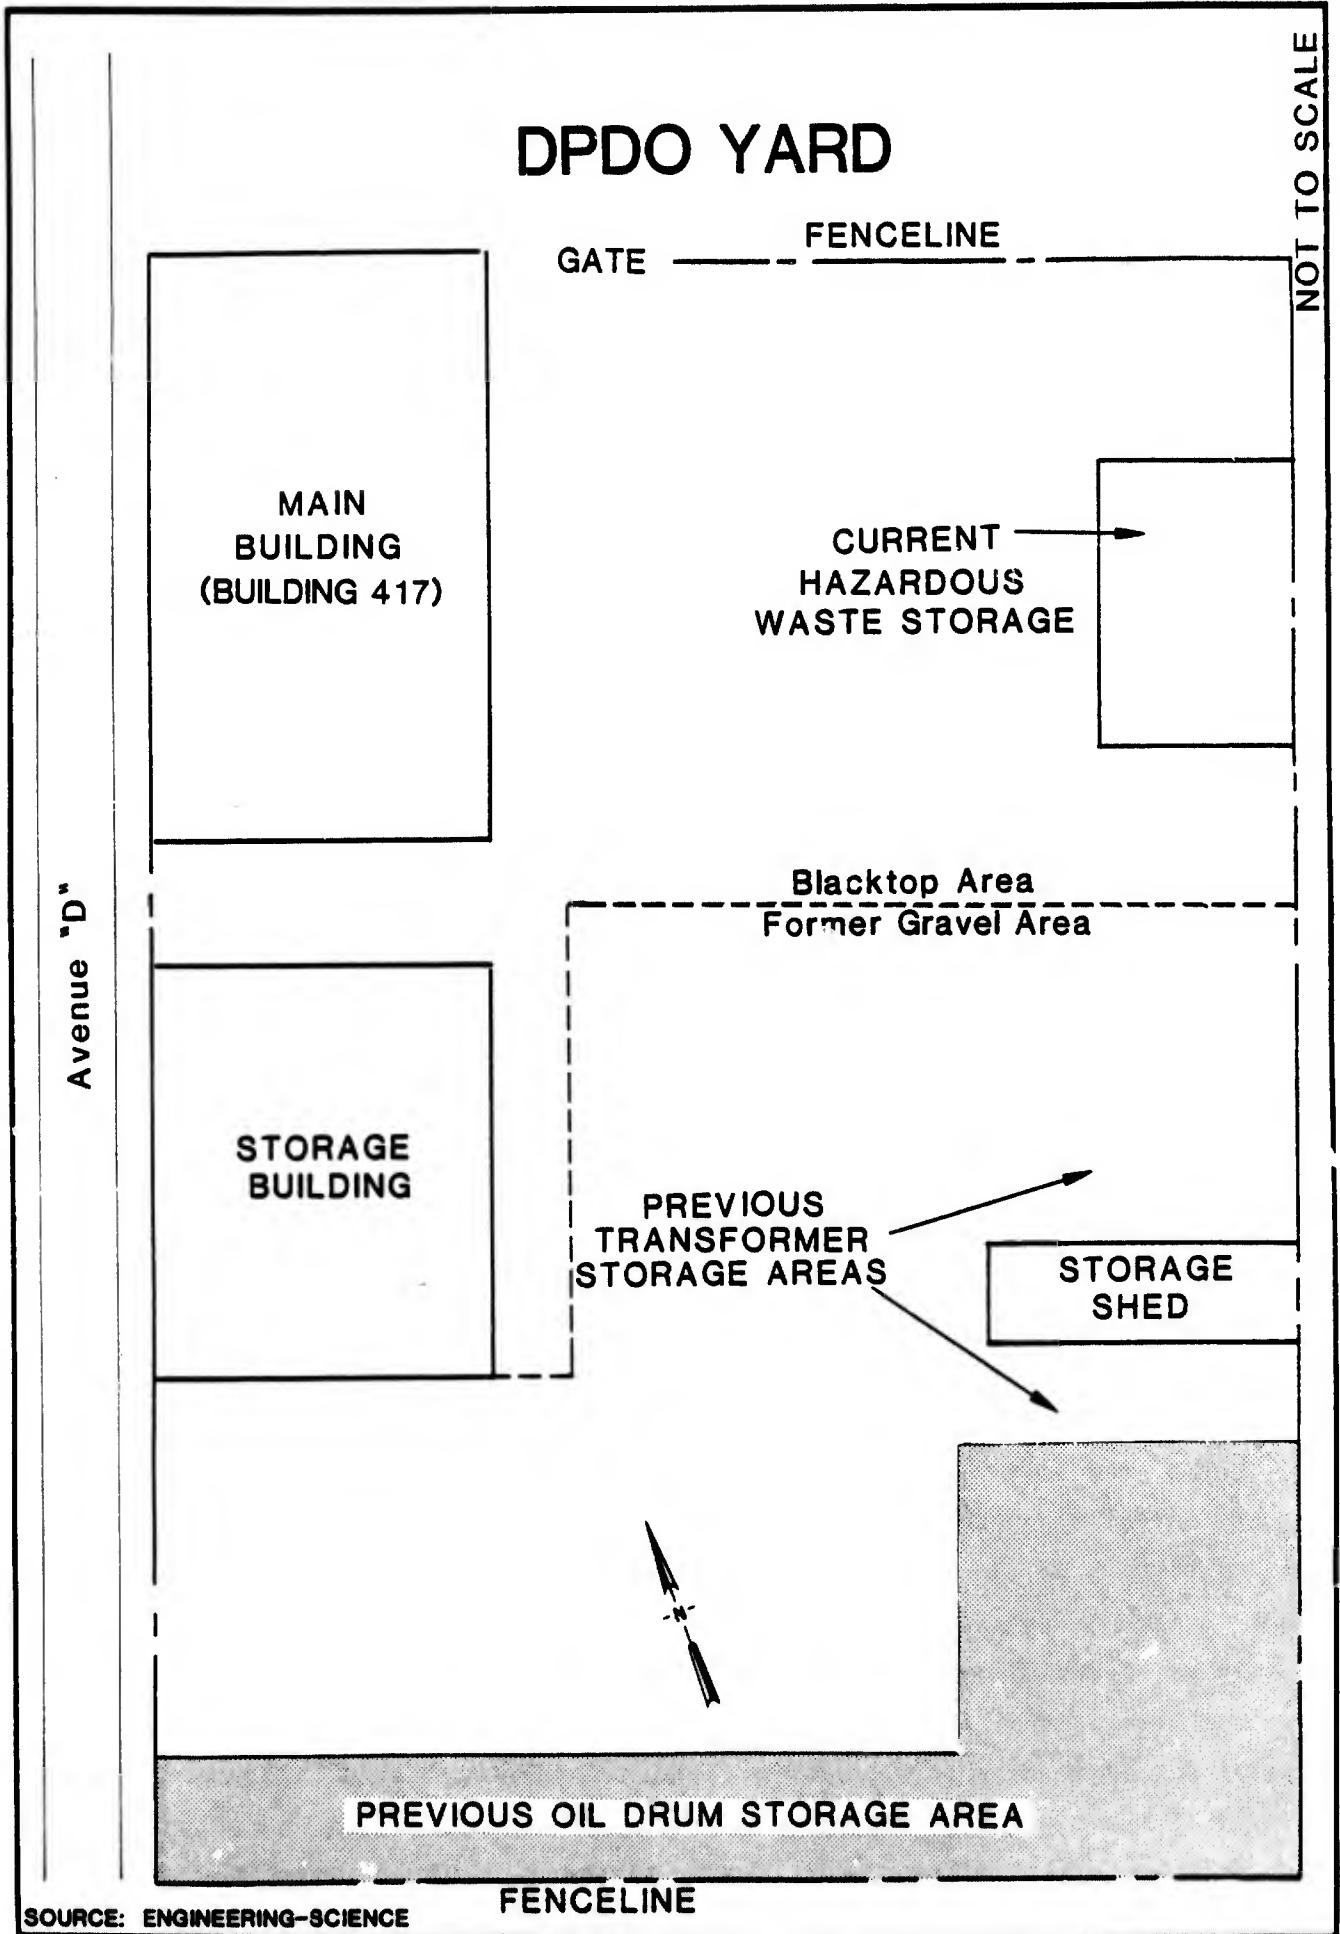 NOT TO SCALE
DPDO YARD
FENCELINE
GATE
MAIN
BUILDING
(BUILDING 417)
CURRENT
HAZARDOUS
WASTE STORAGE
Avenue "D"
Blacktop Area
Former Gravel Area
STORAGE
BUILDING
PREVIOUS
TRANSFORMER
STORAGE AREAS
STORAGE
SHED
N
PREVIOUS OIL DRUM STORAGE AREA
FENCELINE
SOURCE: ENGINEERING-SCIENCE